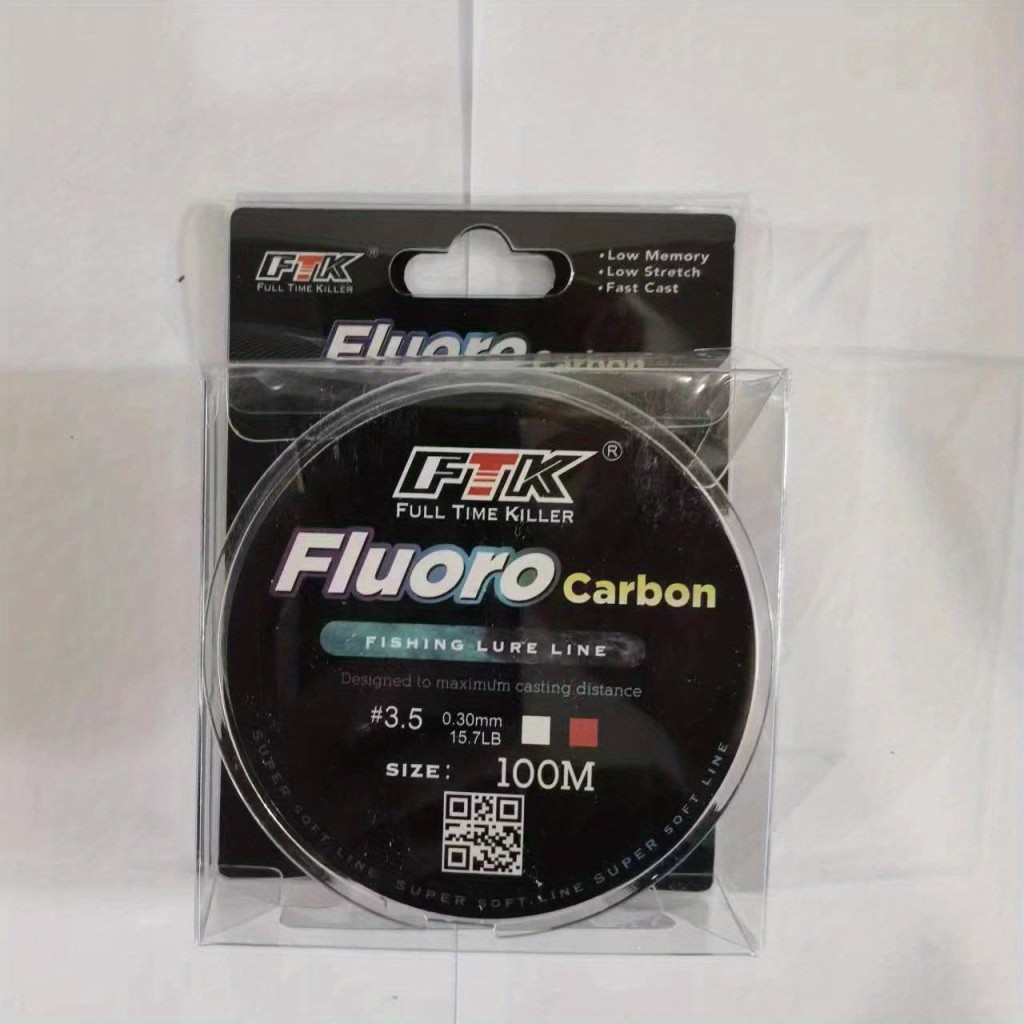 FTK®
FULL TIME KILLER
• Low Memory
• Low Stretch
• Fast Cast
Fluoro Carbon
FTK®
FULL TIME KILLER
Fluoro Carbon
FISHING LURE LINE
Designed to maximum casting distance
#3.5 0.30mm
15.7LB
SIZE: 100M
SUPER SOFT LINE SUPER SOFT LINE SUPER SOFT LINE